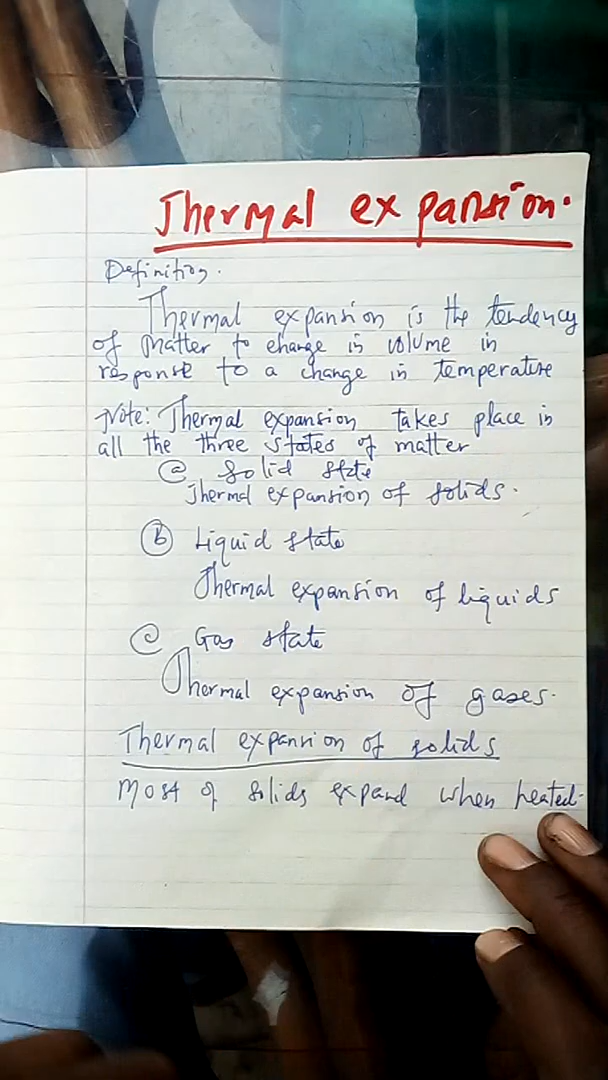 Thermal expansion.
Definition.
Thermal expansion is the tendency
of matter to change in volume in
response to a change in temperature
Note: Thermal expansion takes place in
all the three states of matter
(a) Solid state
Thermal expansion of solids.
(b) Liquid state
Thermal expansion of liquids
(c) Gas state
Thermal expansion of gases.
Thermal expansion of solids
Most of solids expand when heated.